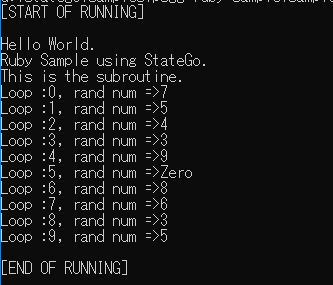 [START OF RUNNING]
Hello World.
Ruby Sample using StateGo.
This is the subroutine.
Loop :0, rand num =>7
Loop :1, rand num =>5
Loop :2, rand num =>4
Loop :3, rand num =>3
Loop :4, rand num =>9
Loop :5, rand num =>Zero
Loop :6, rand num =>8
Loop :7, rand num =>6
Loop :8, rand num =>3
Loop :9, rand num =>5
[END OF RUNNING]